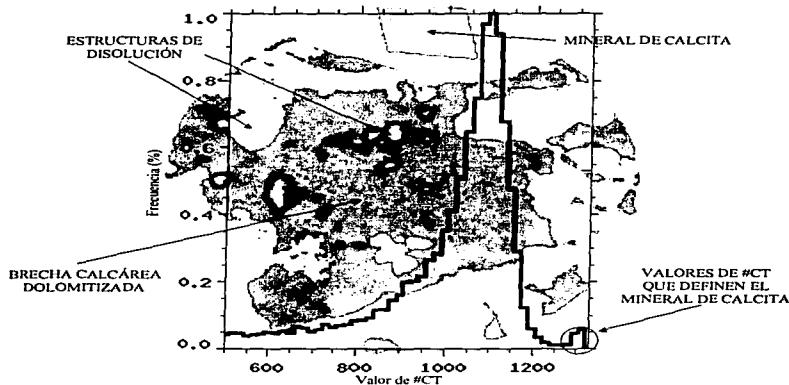 ESTRUCTURAS DE
DISOLUCIÓN
MINERAL DE CALCITA
BRECHA CALCÁREA
DOLOMITIZADA
VALORES DE #CT
QUE DEFINEN EL
MINERAL DE CALCITA
Frecuencia (%)
1.0
0.8
0.4
0.2
0.0
600 800 1000 1200
Valor de #CT